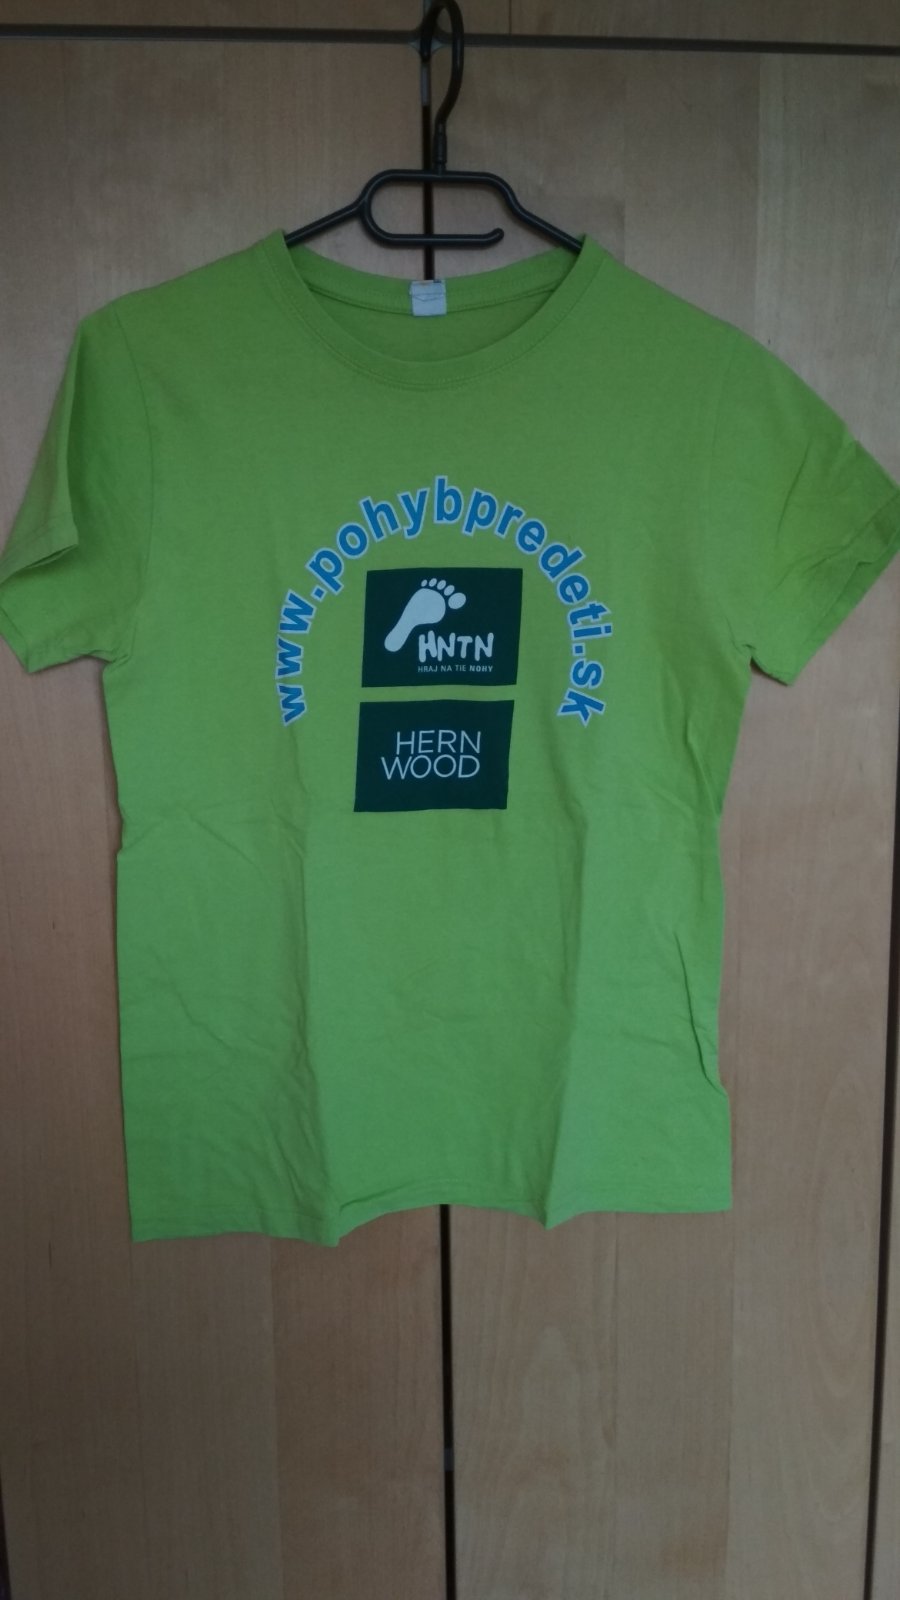 www.pohybpredeti.sk
HNTN
HRAJ NA TIE NOHY
HERN
WOOD